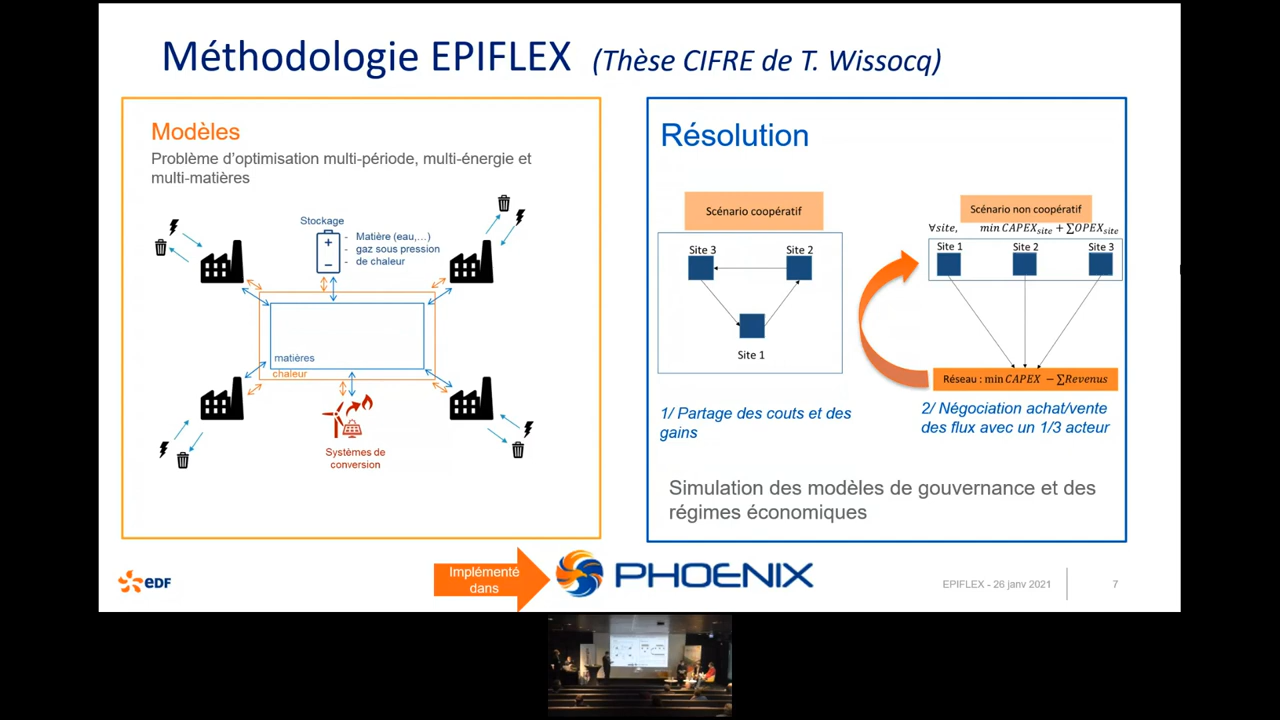 Méthodologie EPIFLEX (Thèse CIFRE de T. Wissocq)
Modèles
Problème d'optimisation multi-période, multi-énergie et
multi-matières
Stockage
- Matière (eau,...)
- gaz sous pression
- de chaleur
matières
chaleur
Systèmes de
conversion
Résolution
Scénario coopératif
Site 3
Site 2
Site 1
1/ Partage des couts et des
gains
Scénario non coopératif
∀site, min CAPEXsite + ∑OPEXsite
Site 1
Site 2
Site 3
Réseau : min CAPEX − ∑Revenus
2/ Négociation achat/vente
des flux avec un 1/3 acteur
Simulation des modèles de gouvernance et des
régimes économiques
Implémenté
dans
PHOENIX
EDF
EPIFLEX - 26 janv 2021
7